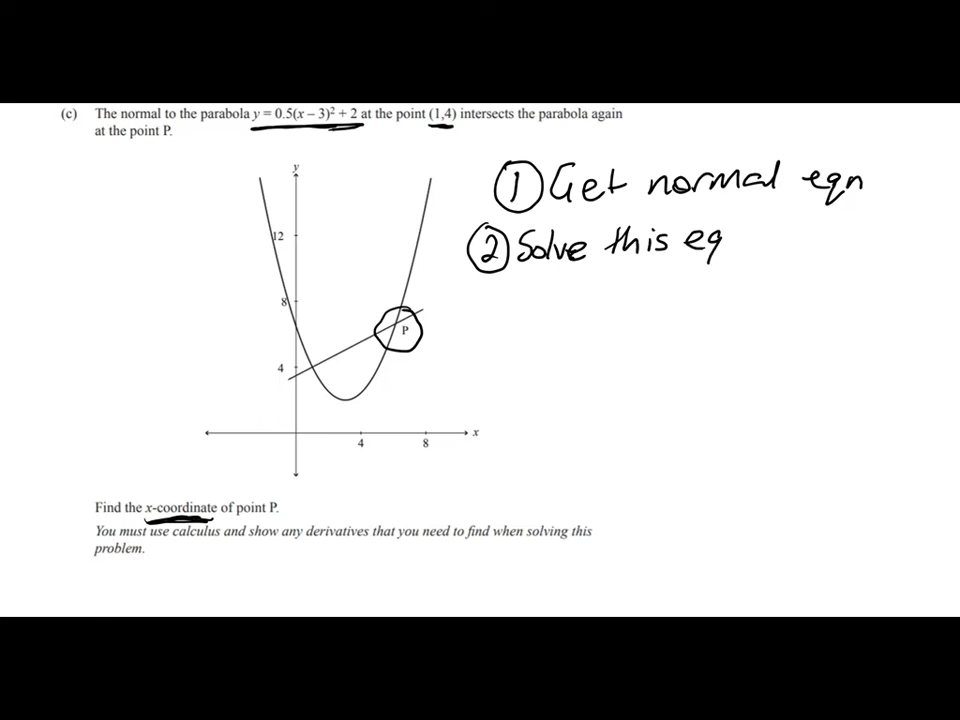 (c) The normal to the parabola y = 0.5(x – 3)² + 2 at the point (1,4) intersects the parabola again
at the point P.
① Get normal eqn
② Solve this eq
y
12
8
P
4
x
4
8
Find the x-coordinate of point P.
You must use calculus and show any derivatives that you need to find when solving this
problem.